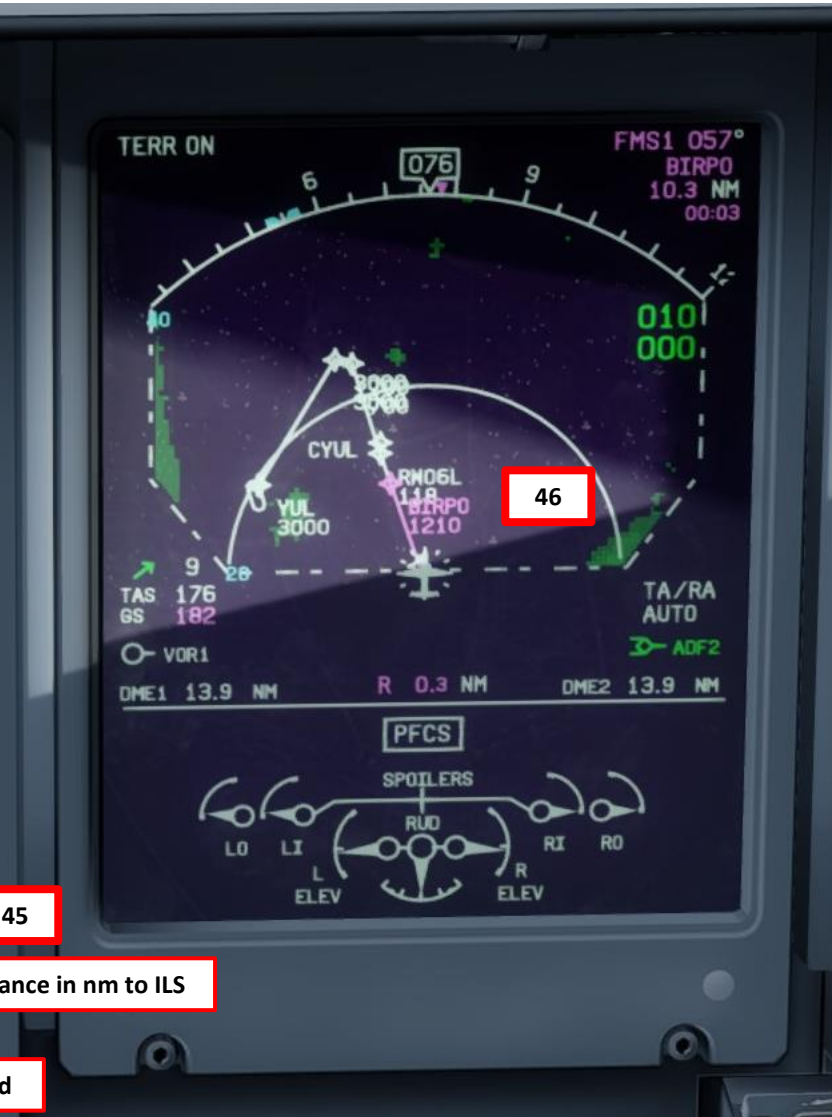 TERR ON
FMS1 057°
BIRPO
10.3 NM
00:03
076
6
9
40
010
000
3000
CYUL
RW06L
118
BIRPO
1210
YUL
3000
46
9
20
TAS 176
GS 182
TA/RA
AUTO
VOR1
ADF2
DME1 13.9 NM
R 0.3 NM
DME2 13.9 NM
PFCS
SPOILERS
LO
LI
RUD
RI
RO
L
ELEV
R
ELEV
45
ance in nm to ILS
d